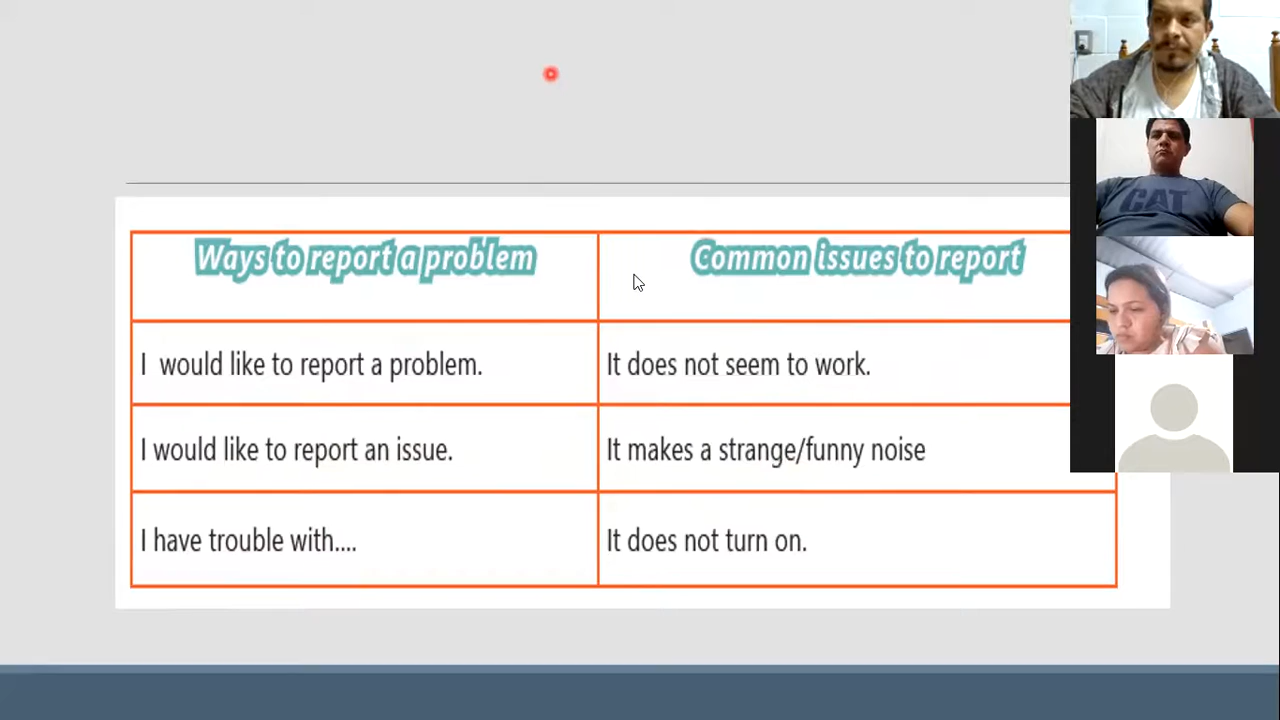 Ways to report a problem
Common issues to report
I would like to report a problem.
It does not seem to work.
I would like to report an issue.
It makes a strange/funny noise
I have trouble with....
It does not turn on.
CAT